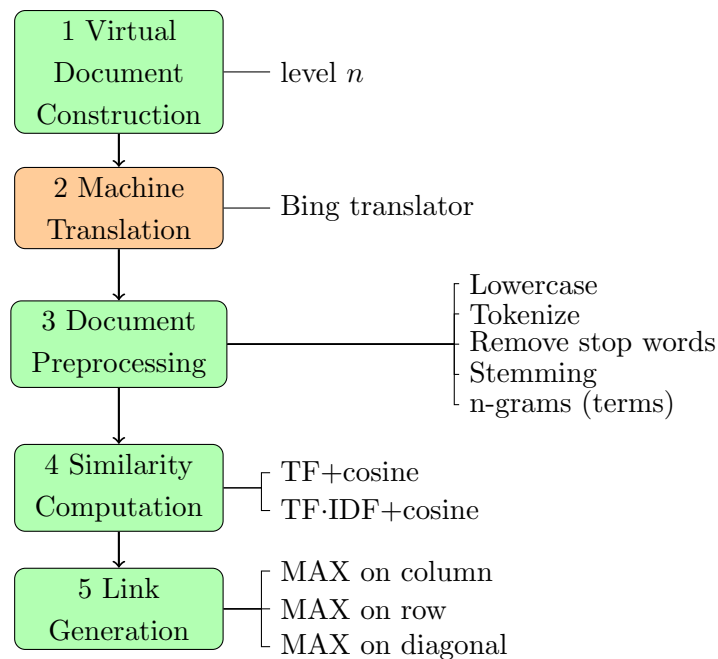 1 Virtual
Document
Construction
level n
2 Machine
Translation
Bing translator
3 Document
Preprocessing
Lowercase
Tokenize
Remove stop words
Stemming
n-grams (terms)
4 Similarity
Computation
TF+cosine
TF·IDF+cosine
5 Link
Generation
MAX on column
MAX on row
MAX on diagonal